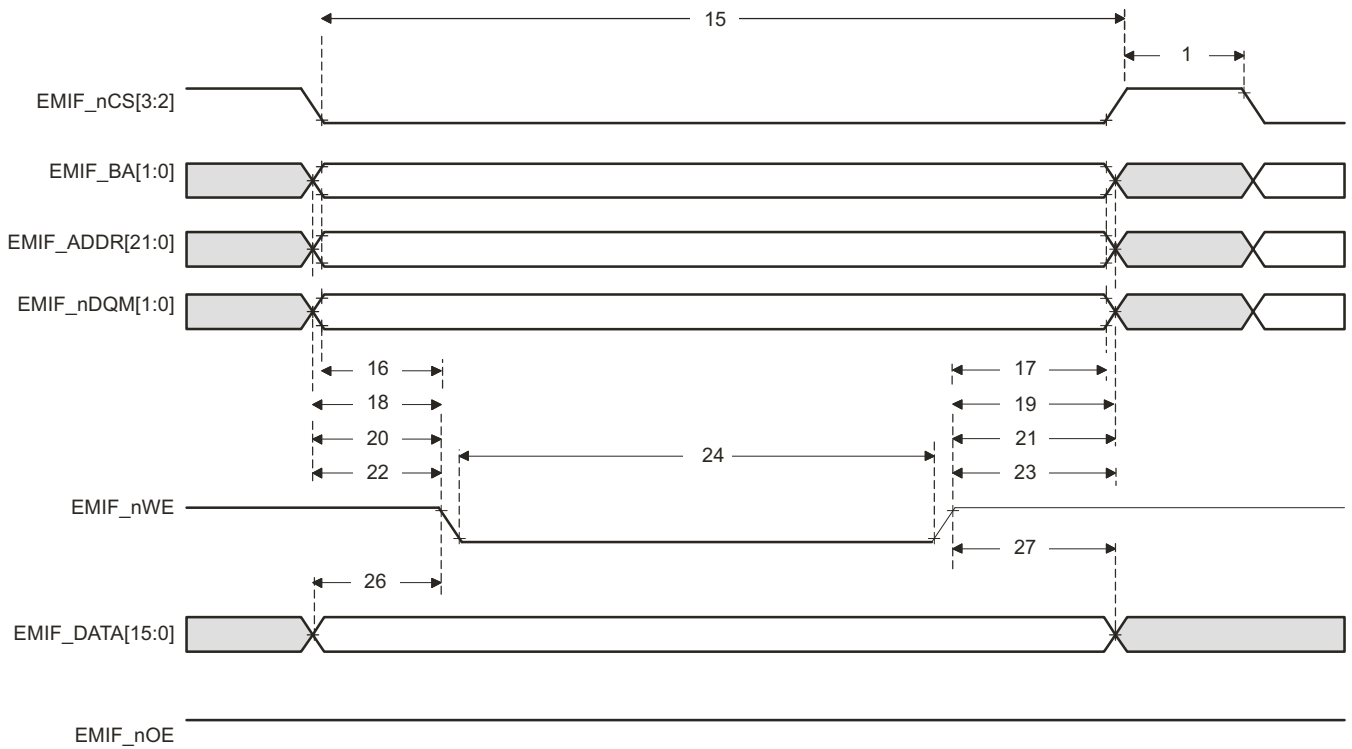 15
1
EMIF_nCS[3:2]
EMIF_BA[1:0]
EMIF_ADDR[21:0]
EMIF_nDQM[1:0]
16
17
18
19
20
21
24
22
23
EMIF_nWE
27
26
EMIF_DATA[15:0]
EMIF_nOE